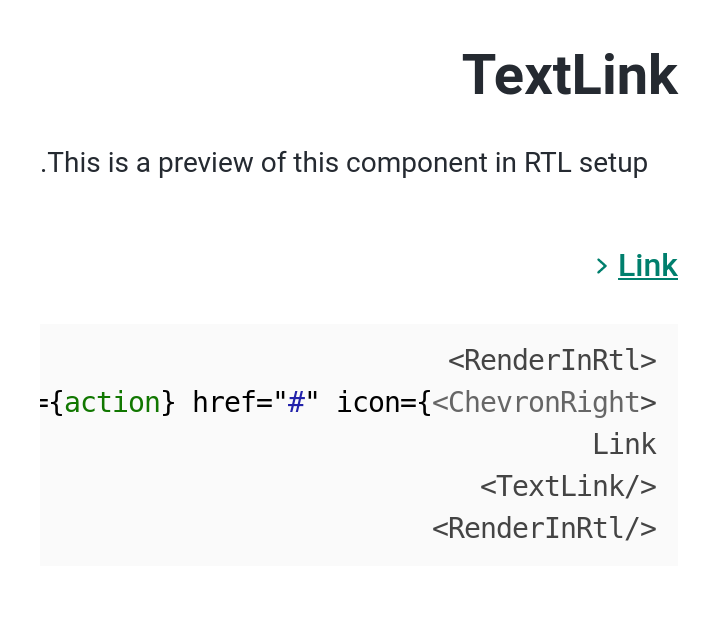 TextLink
.This is a preview of this component in RTL setup
> Link
<RenderInRtl>
={action} href="#" icon={<ChevronRight>
Link
<TextLink/>
<RenderInRtl/>